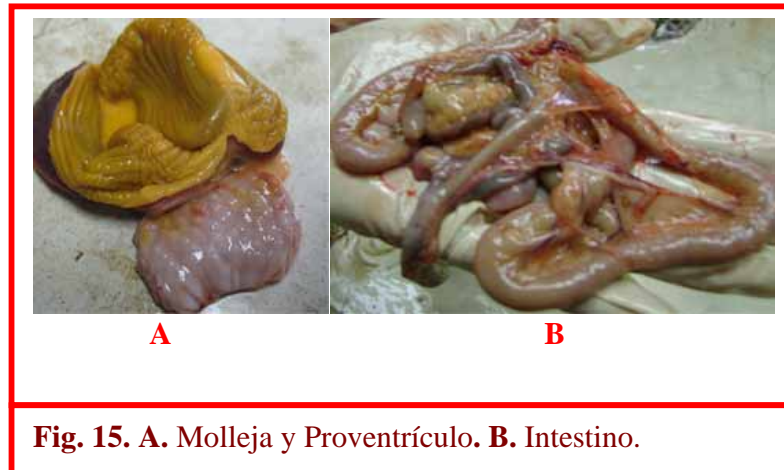 A B
Fig. 15. A. Molleja y Proventrículo. B. Intestino.